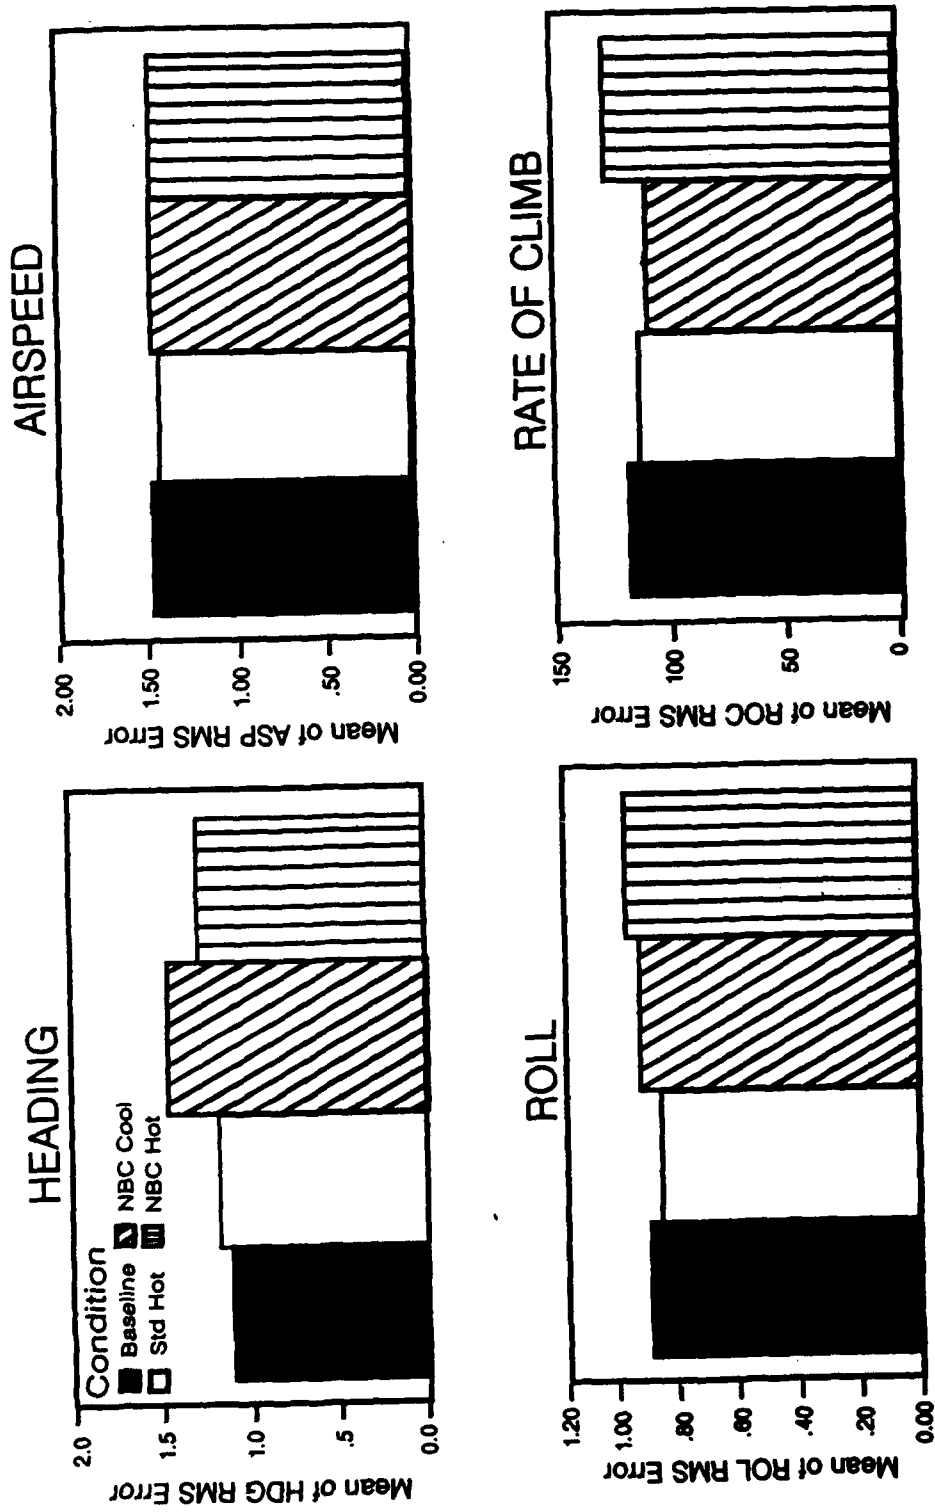 HEADING
Mean of HDG RMS Error
2.0
1.5
1.0
.5
0.0
Condition
Baseline
NBC Cool
Std Hot
NBC Hot
AIRSPEED
Mean of ASP RMS Error
2.00
1.50
1.00
.50
0.00
ROLL
Mean of ROL RMS Error
1.20
1.00
.80
.60
.40
.20
0.00
RATE OF CLIMB
Mean of ROC RMS Error
150
100
50
0